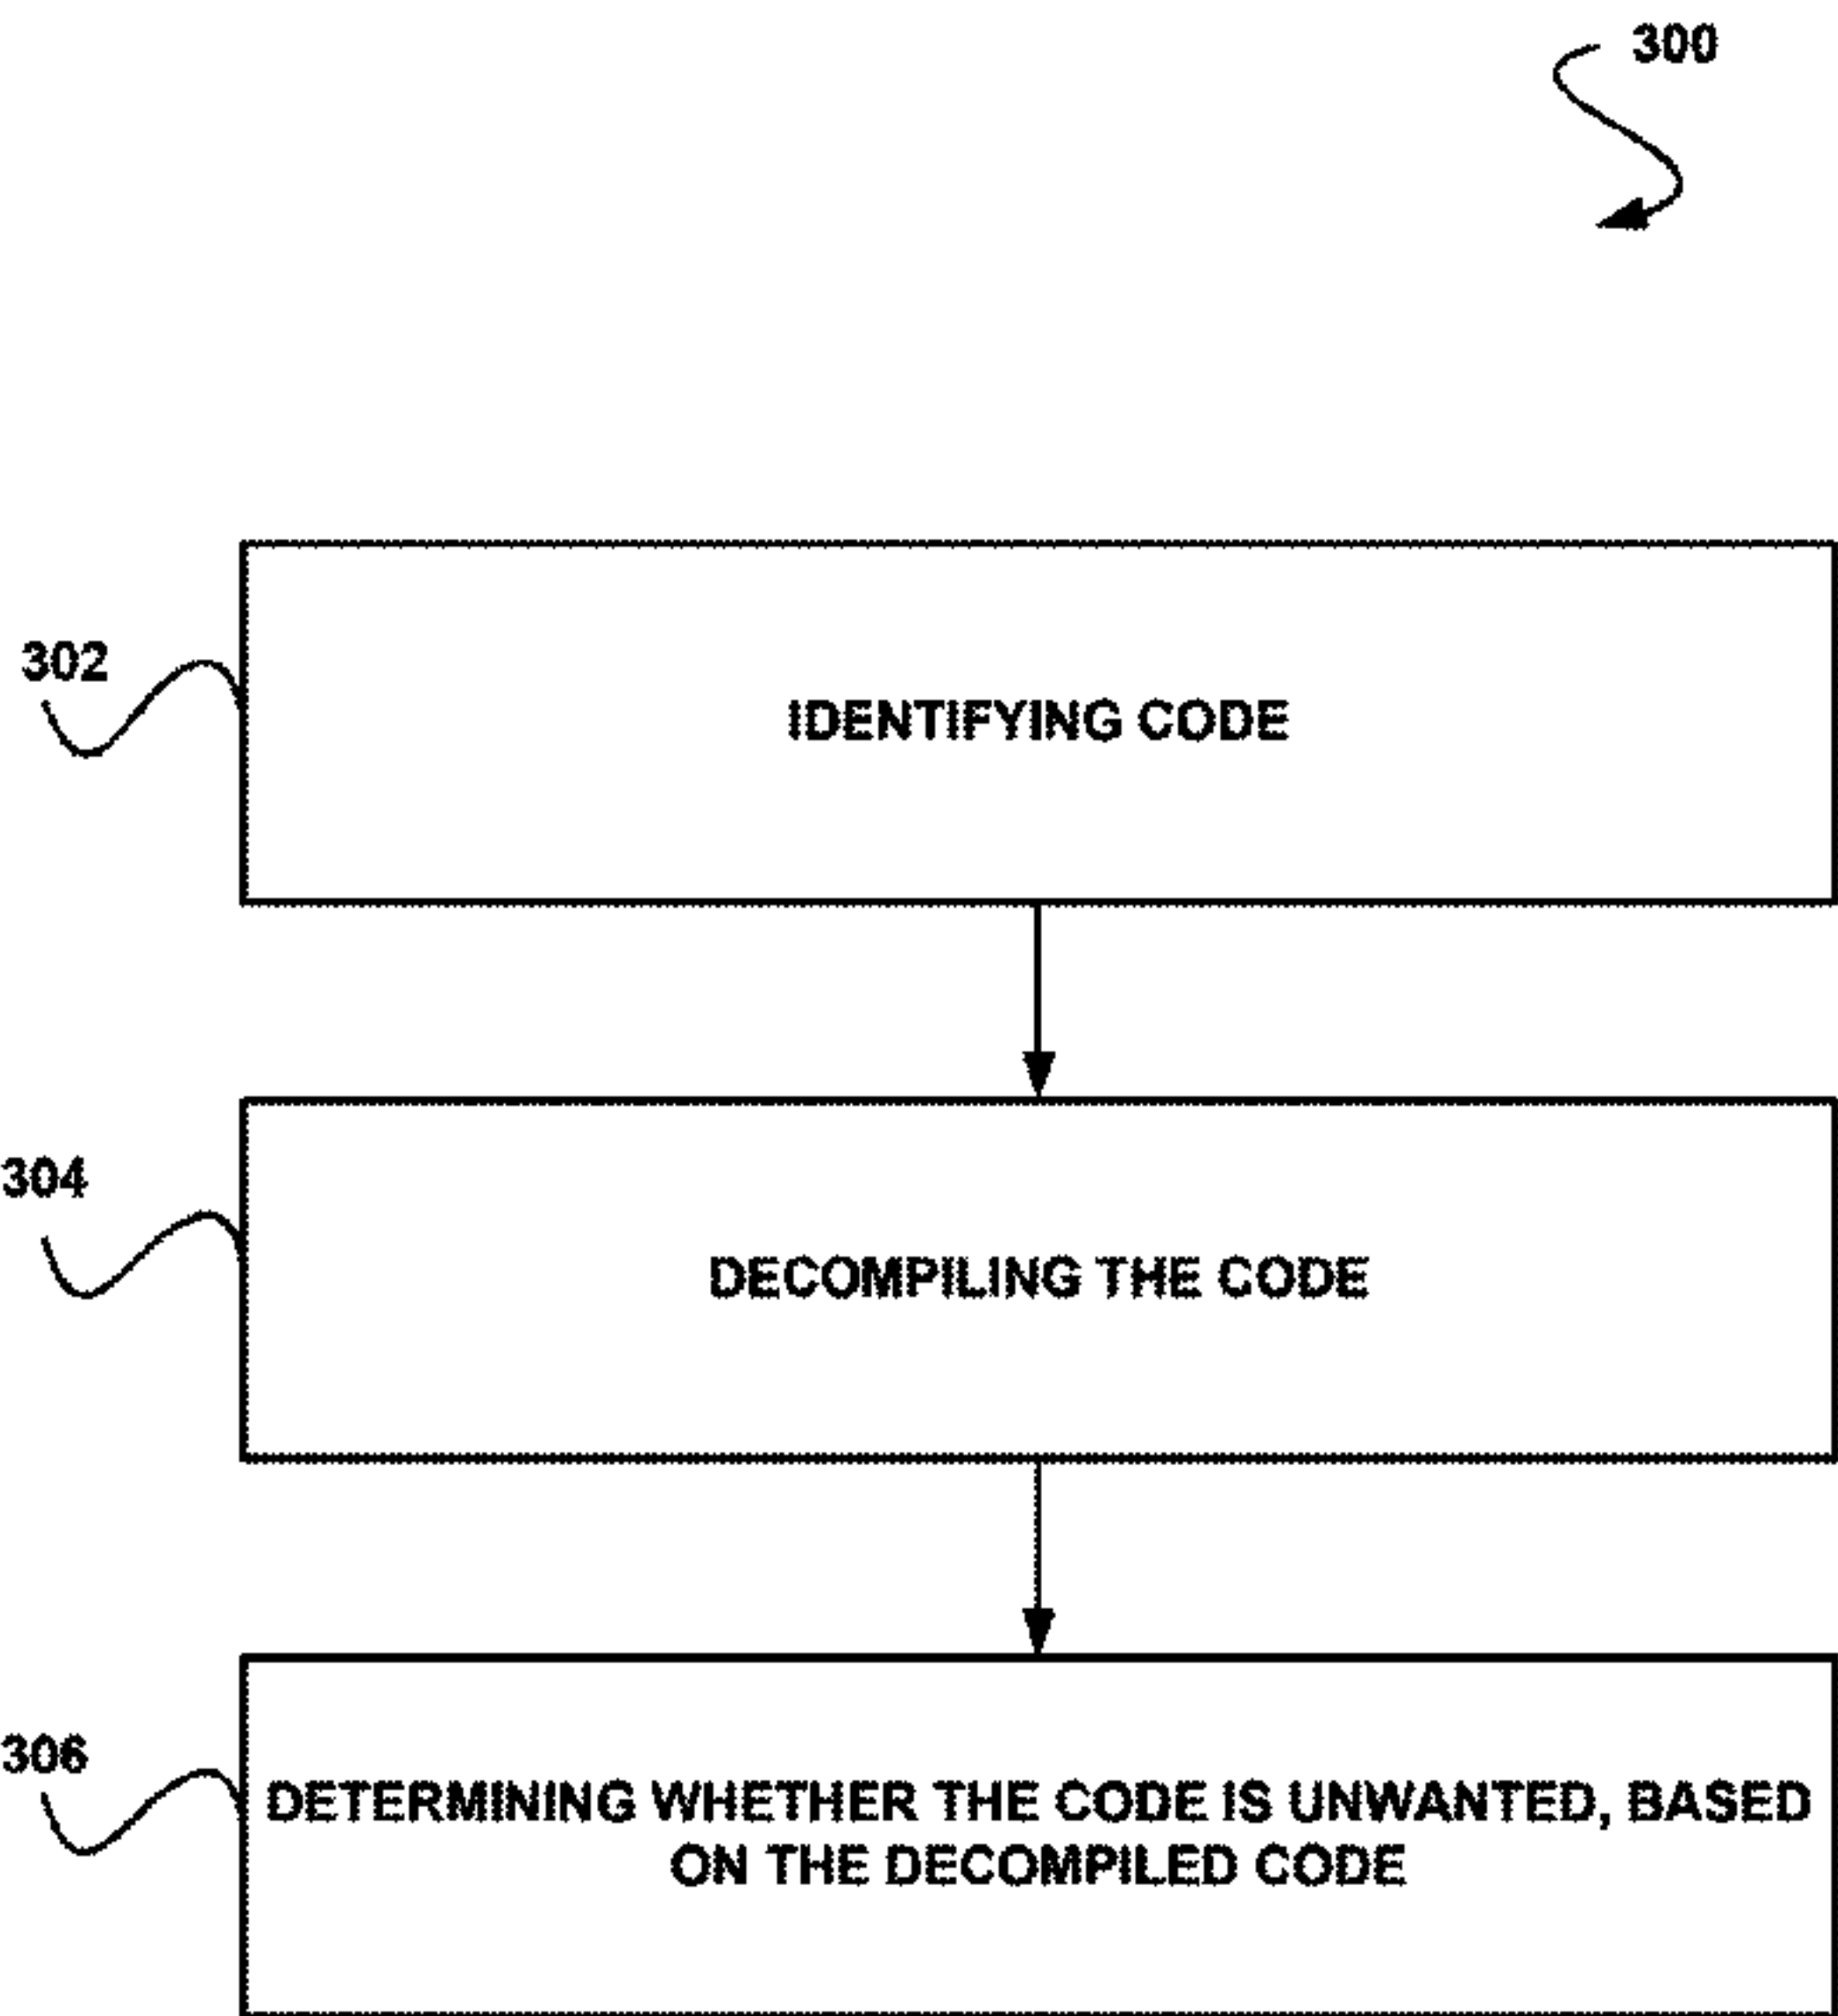 300
302
IDENTIFYING CODE
304
DECOMPILING THE CODE
306
DETERMINING WHETHER THE CODE IS UNWANTED, BASED
ON THE DECOMPILED CODE